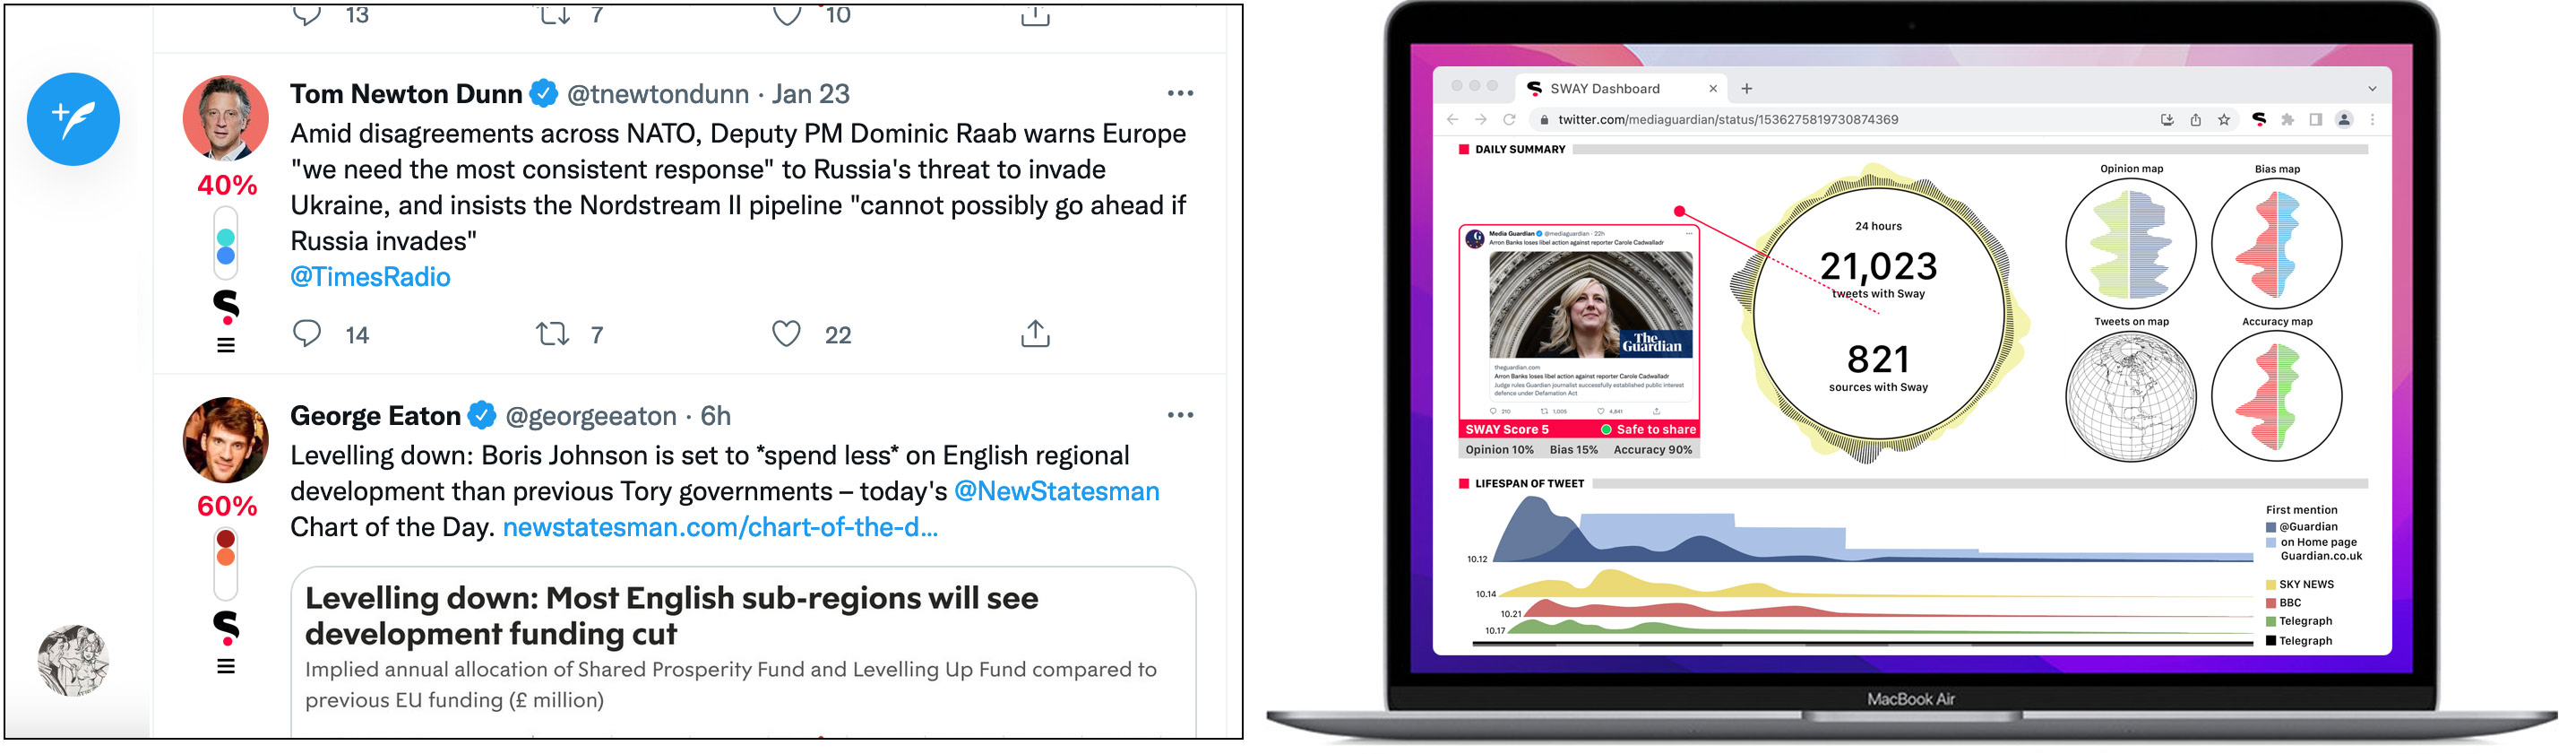 13 7 10
Tom Newton Dunn @tnewtondunn · Jan 23
Amid disagreements across NATO, Deputy PM Dominic Raab warns Europe
"we need the most consistent response" to Russia's threat to invade
Ukraine, and insists the Nordstream II pipeline "cannot possibly go ahead if
Russia invades"
@TimesRadio
40%
14 7 22
George Eaton @georgeeaton · 6h
Levelling down: Boris Johnson is set to *spend less* on English regional
development than previous Tory governments – today's @NewStatesman
Chart of the Day. newstatesman.com/chart-of-the-d...
60%
Levelling down: Most English sub-regions will see
development funding cut
Implied annual allocation of Shared Prosperity Fund and Levelling Up Fund compared to
previous EU funding (£ million)
SWAY Dashboard
twitter.com/mediaguardian/status/1536275819730874369
DAILY SUMMARY
Media Guardian @mediaguardian · 22h
Arron Banks loses libel action against reporter Carole Cadwalladr
The
Guardian
theguardian.com
Arron Banks loses libel action against reporter Carole Cadwalladr
Judge rules Guardian journalist successfully established public interest
defence under Defamation Act
210 1,005 4,841
SWAY Score 5 Safe to share
Opinion 10% Bias 15% Accuracy 90%
24 hours
21,023
tweets with Sway
821
sources with Sway
Opinion map
Bias map
Tweets on map
Accuracy map
LIFESPAN OF TWEET
10.12
10.14
10.21
10.17
First mention
@Guardian
on Home page
Guardian.co.uk
SKY NEWS
BBC
Telegraph
Telegraph
MacBook Air